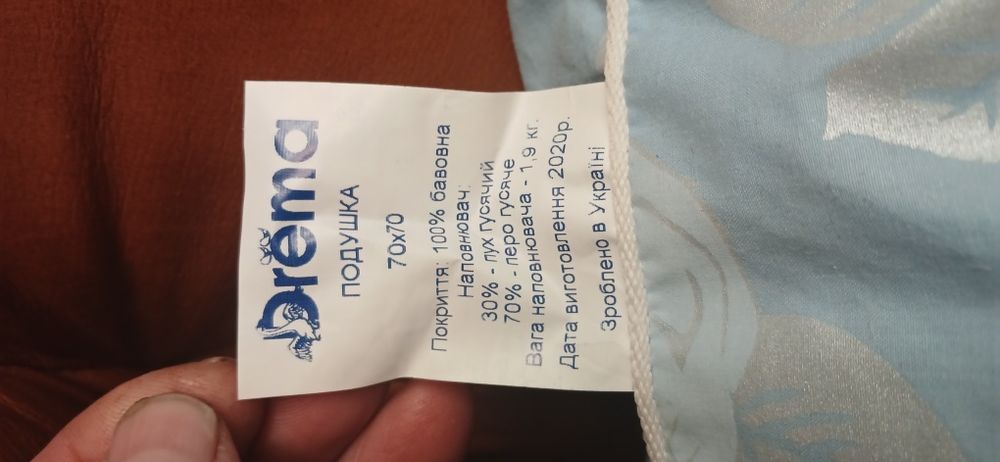 Drema
ПОДУШКА
70х70
Покриття: 100% бавовна
Наповнювач:
30% - пух гусячий
70% - перо гусяче
Вага наповнювача - 1,9 кг.
Дата виготовлення 2020р.
Зроблено в Україні